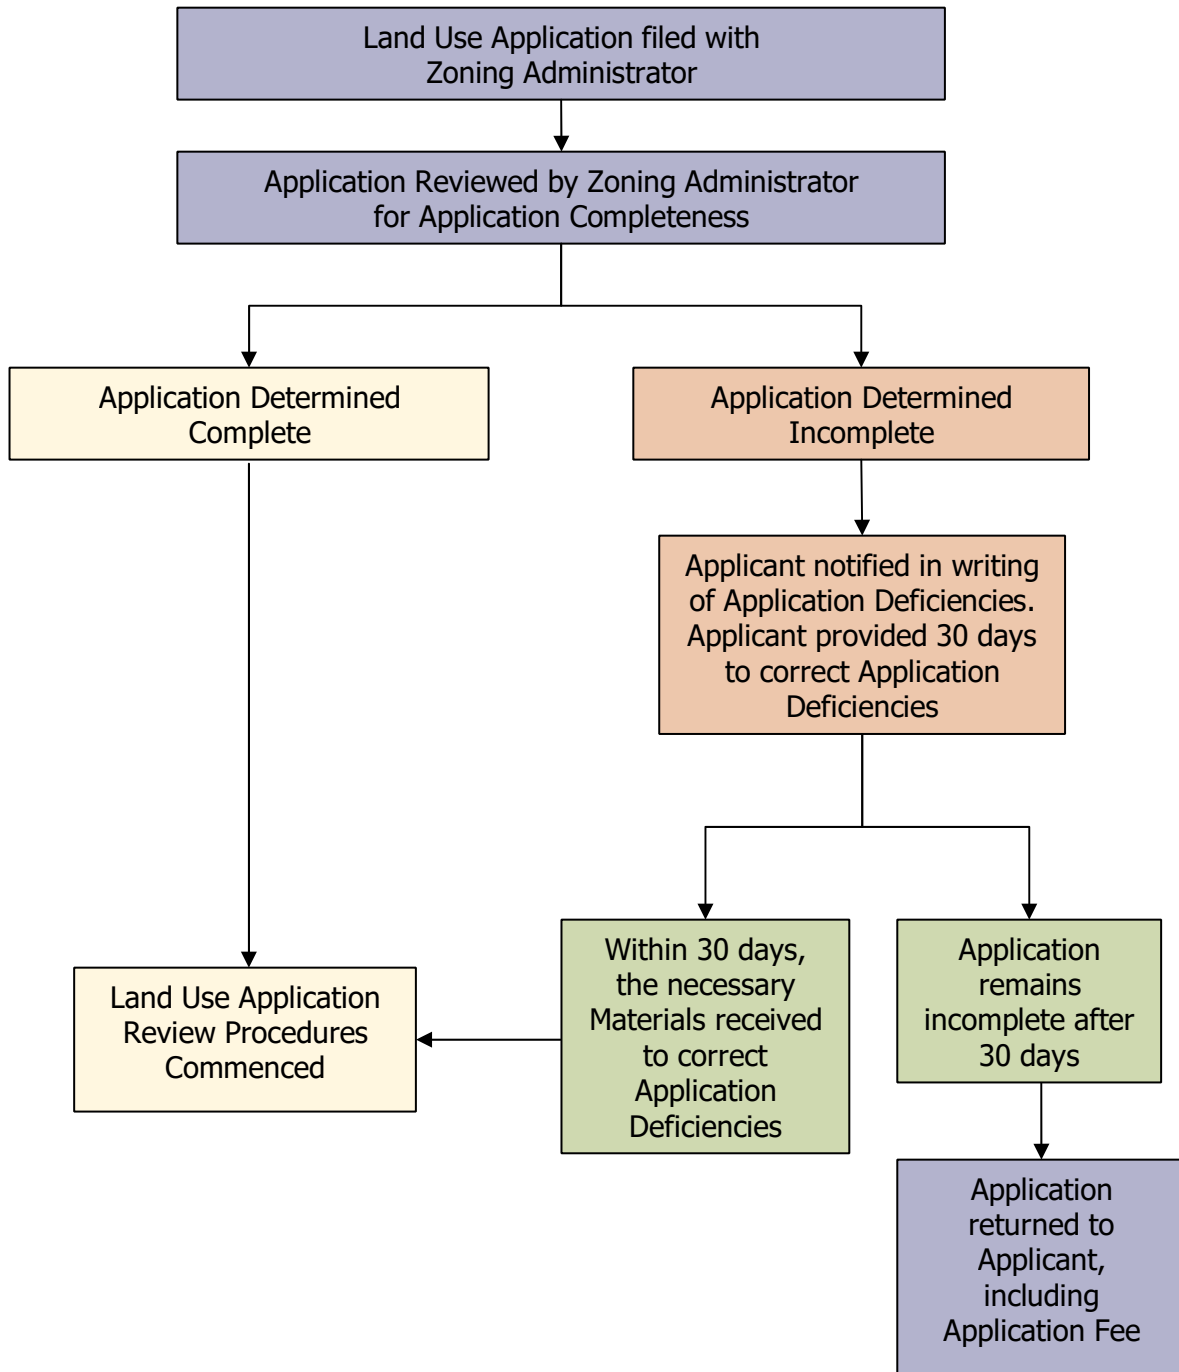 Land Use Application filed with
Zoning Administrator
Application Reviewed by Zoning Administrator
for Application Completeness
Application Determined
Complete
Application Determined
Incomplete
Applicant notified in writing
of Application Deficiencies.
Applicant provided 30 days
to correct Application
Deficiencies
Land Use Application
Review Procedures
Commenced
Within 30 days,
the necessary
Materials received
to correct
Application
Deficiencies
Application
remains
incomplete after
30 days
Application
returned to
Applicant,
including
Application Fee